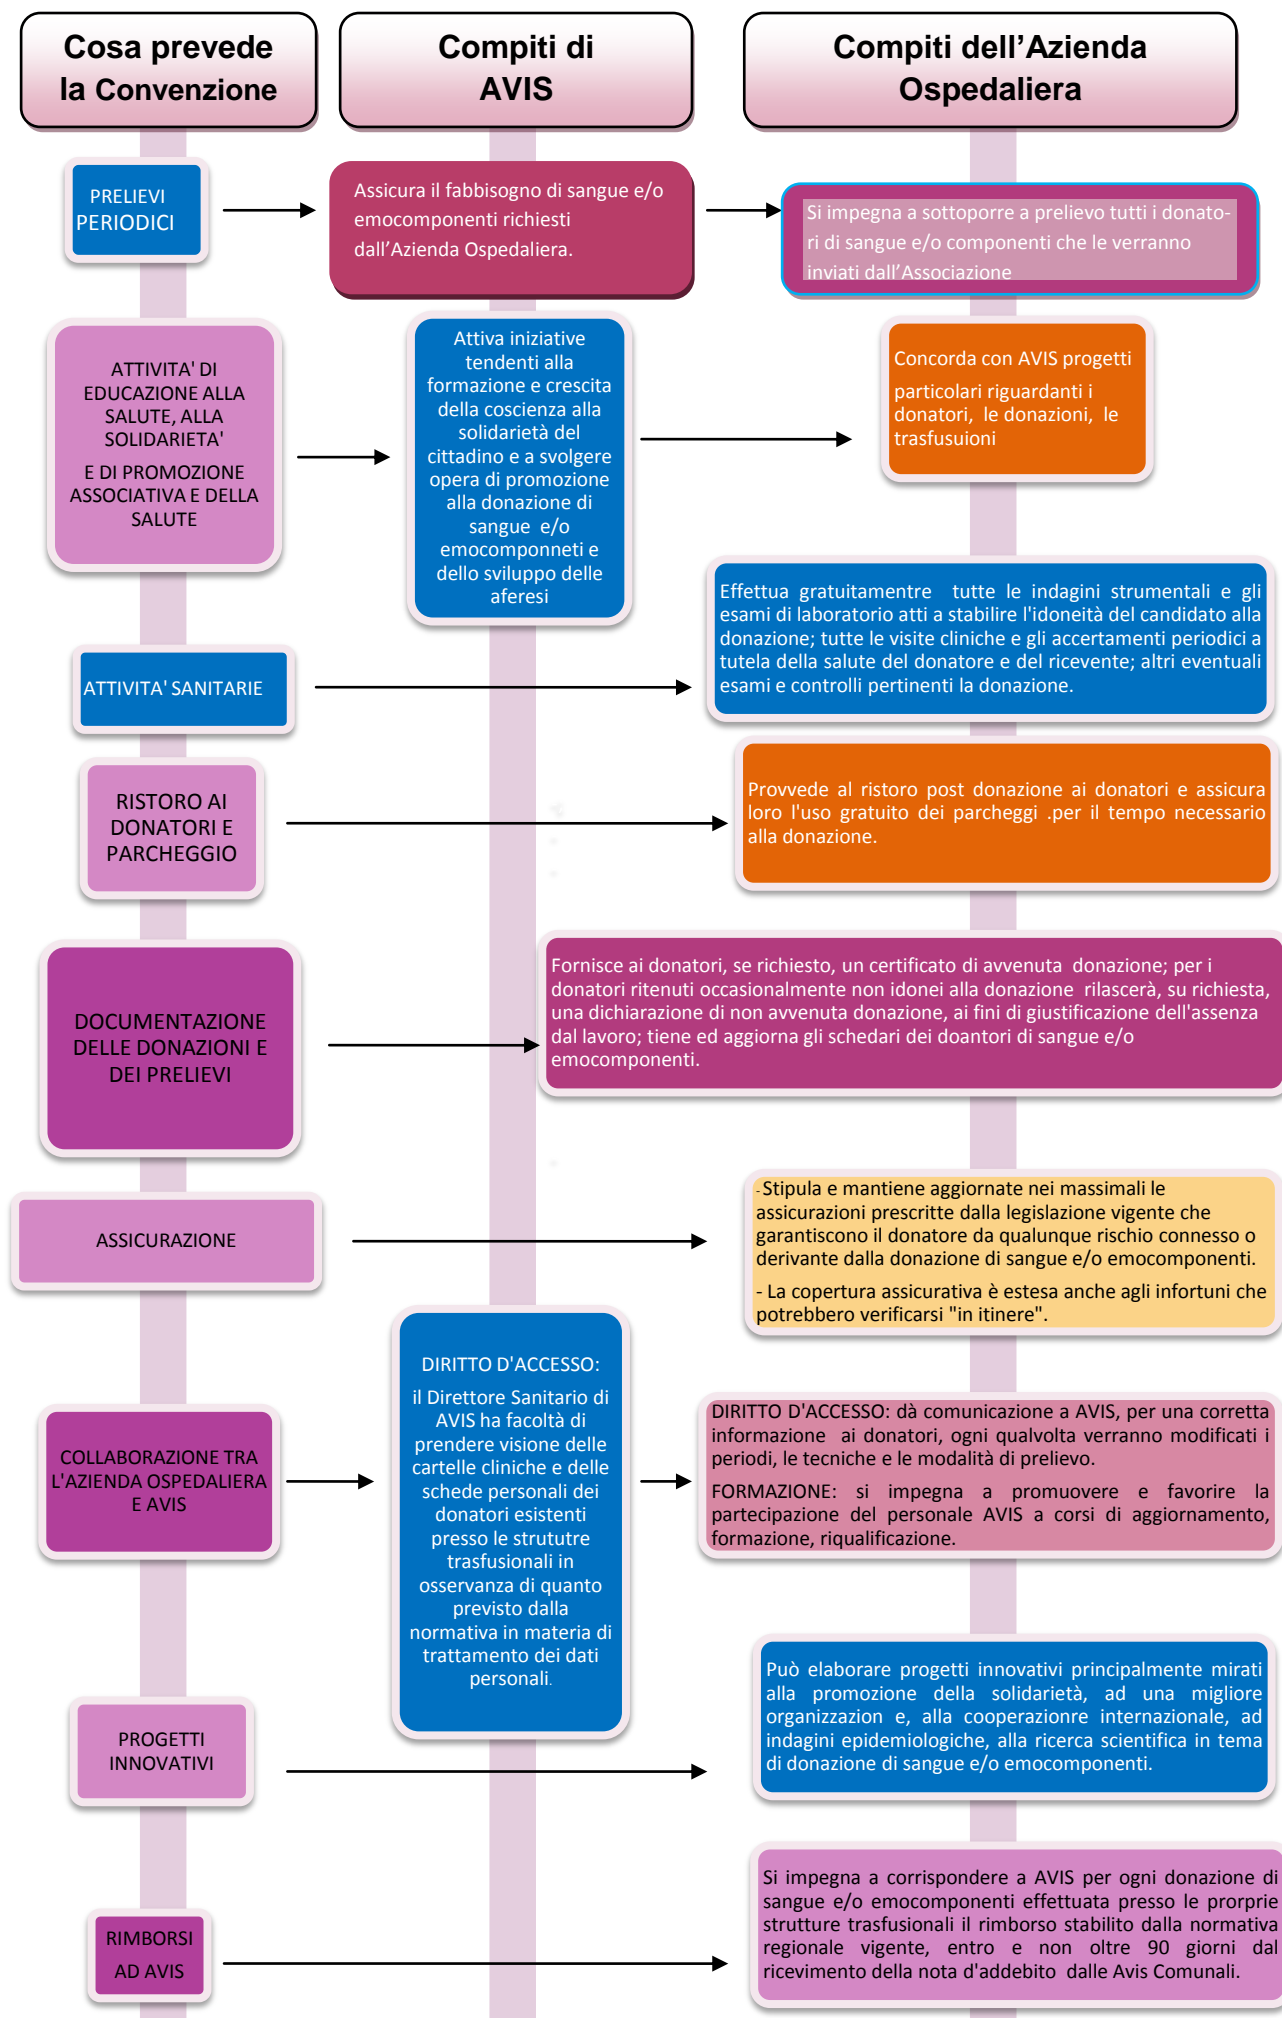 Cosa prevede
la Convenzione
Compiti di
AVIS
Compiti dell'Azienda
Ospedaliera
PRELIEVI
PERIODICI
Assicura il fabbisogno di sangue e/o
emocomponenti richiesti
dall'Azienda Ospedaliera.
Si impegna a sottoporre a prelievo tutti i donato-
ri di sangue e/o componenti che le verranno
inviati dall'Associazione
ATTIVITA' DI
EDUCAZIONE ALLA
SALUTE, ALLA
SOLIDARIETA'
E DI PROMOZIONE
ASSOCIATIVA E DELLA
SALUTE
Attiva iniziative
tendenti alla
formazione e crescita
della coscienza alla
solidarietà del
cittadino e a svolgere
opera di promozione
alla donazione di
sangue e/o
emocomponneti e
dello sviluppo delle
aferesi
Concorda con AVIS progetti
particolari riguardanti i
donatori, le donazioni, le
trasfusuioni
ATTIVITA' SANITARIE
Effettua gratuitamentre tutte le indagini strumentali e gli
esami di laboratorio atti a stabilire l'idoneità del candidato alla
donazione; tutte le visite cliniche e gli accertamenti periodici a
tutela della salute del donatore e del ricevente; altri eventuali
esami e controlli pertinenti la donazione.
RISTORO AI
DONATORI E
PARCHEGGIO
Provvede al ristoro post donazione ai donatori e assicura
loro l'uso gratuito dei parcheggi .per il tempo necessario
alla donazione.
DOCUMENTAZIONE
DELLE DONAZIONI E
DEI PRELIEVI
Fornisce ai donatori, se richiesto, un certificato di avvenuta donazione; per i
donatori ritenuti occasionalmente non idonei alla donazione rilascerà, su richiesta,
una dichiarazione di non avvenuta donazione, ai fini di giustificazione dell'assenza
dal lavoro; tiene ed aggiorna gli schedari dei doantori di sangue e/o
emocomponenti.
ASSICURAZIONE
- Stipula e mantiene aggiornate nei massimali le
assicurazioni prescritte dalla legislazione vigente che
garantiscono il donatore da qualunque rischio connesso o
derivante dalla donazione di sangue e/o emocomponenti.
- La copertura assicurativa è estesa anche agli infortuni che
potrebbero verificarsi "in itinere".
COLLABORAZIONE TRA
L'AZIENDA OSPEDALIERA
E AVIS
DIRITTO D'ACCESSO:
il Direttore Sanitario di
AVIS ha facoltà di
prendere visione delle
cartelle cliniche e delle
schede personali dei
donatori esistenti
presso le strututre
trasfusionali in
osservanza di quanto
previsto dalla
normativa in materia di
trattamento dei dati
personali.
DIRITTO D'ACCESSO: dà comunicazione a AVIS, per una corretta
informazione ai donatori, ogni qualvolta verranno modificati i
periodi, le tecniche e le modalità di prelievo.
FORMAZIONE: si impegna a promuovere e favorire la
partecipazione del personale AVIS a corsi di aggiornamento,
formazione, riqualificazione.
PROGETTI
INNOVATIVI
Può elaborare progetti innovativi principalmente mirati
alla promozione della solidarietà, ad una migliore
organizzazion e, alla cooperazionre internazionale, ad
indagini epidemiologiche, alla ricerca scientifica in tema
di donazione di sangue e/o emocomponenti.
RIMBORSI
AD AVIS
Si impegna a corrispondere a AVIS per ogni donazione di
sangue e/o emocomponenti effettuata presso le prorprie
strutture trasfusionali il rimborso stabilito dalla normativa
regionale vigente, entro e non oltre 90 giorni dal
ricevimento della nota d'addebito dalle Avis Comunali.